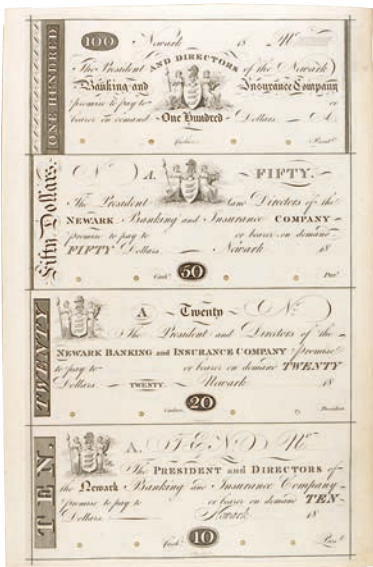 ONE HUNDRED
100 Newark 18 No
The President AND DIRECTORS of the Newark
Banking and Insurance Company
promise to pay to or
bearer on demand One Hundred Dollars A
Cashier Presidt
Fifty Dollars.
No A. FIFTY.
The President and Directors of the
NEWARK Banking and Insurance COMPANY
promise to pay to or bearer on demand
FIFTY Dollars. Newark 18
Cashr 50 Prest
TWENTY
A Twenty No
The President and Directors of the
NEWARK BANKING and INSURANCE COMPANY promise
to pay to or bearer on demand TWENTY
Dollars TWENTY. Newark 18
Cashier. 20 President
TEN.
A. TEN No
The PRESIDENT and DIRECTORS of
the Newark Banking and Insurance Company
promise to pay to or bearer on demand TEN
Dollars Newark 18
Cashr 10 Prest